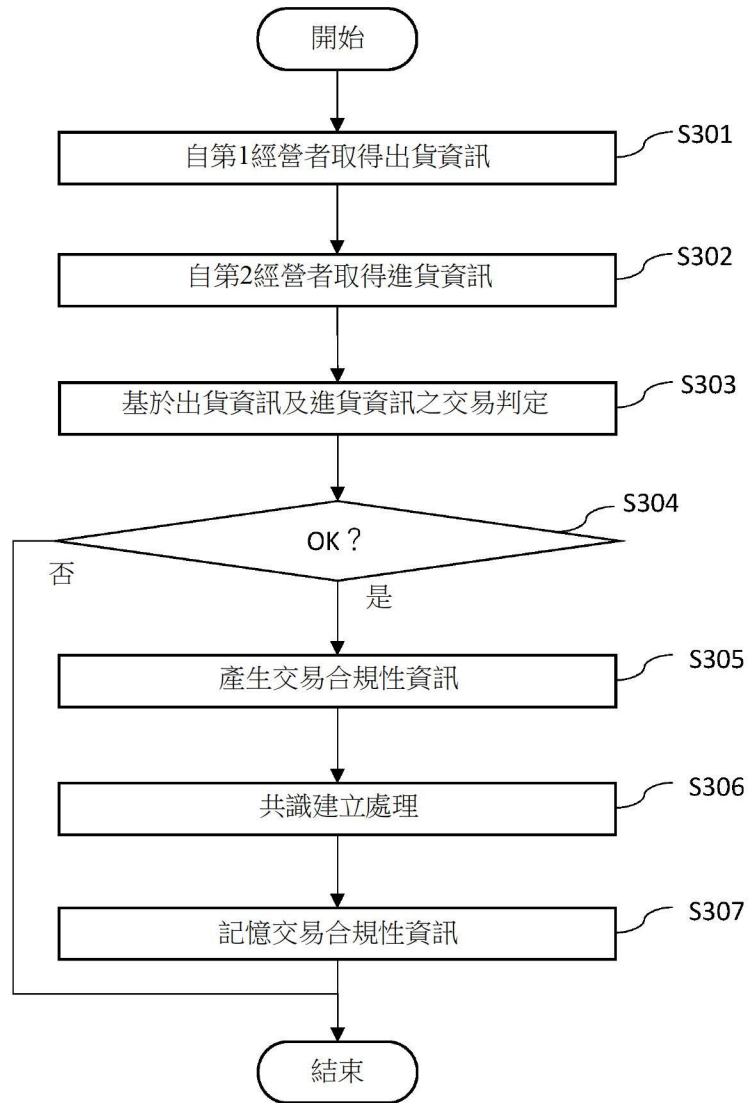 開始
自第1經營者取得出貨資訊
S301
自第2經營者取得進貨資訊
S302
基於出貨資訊及進貨資訊之交易判定
S303
OK？
S304
否
是
產生交易合規性資訊
S305
共識建立處理
S306
記憶交易合規性資訊
S307
結束